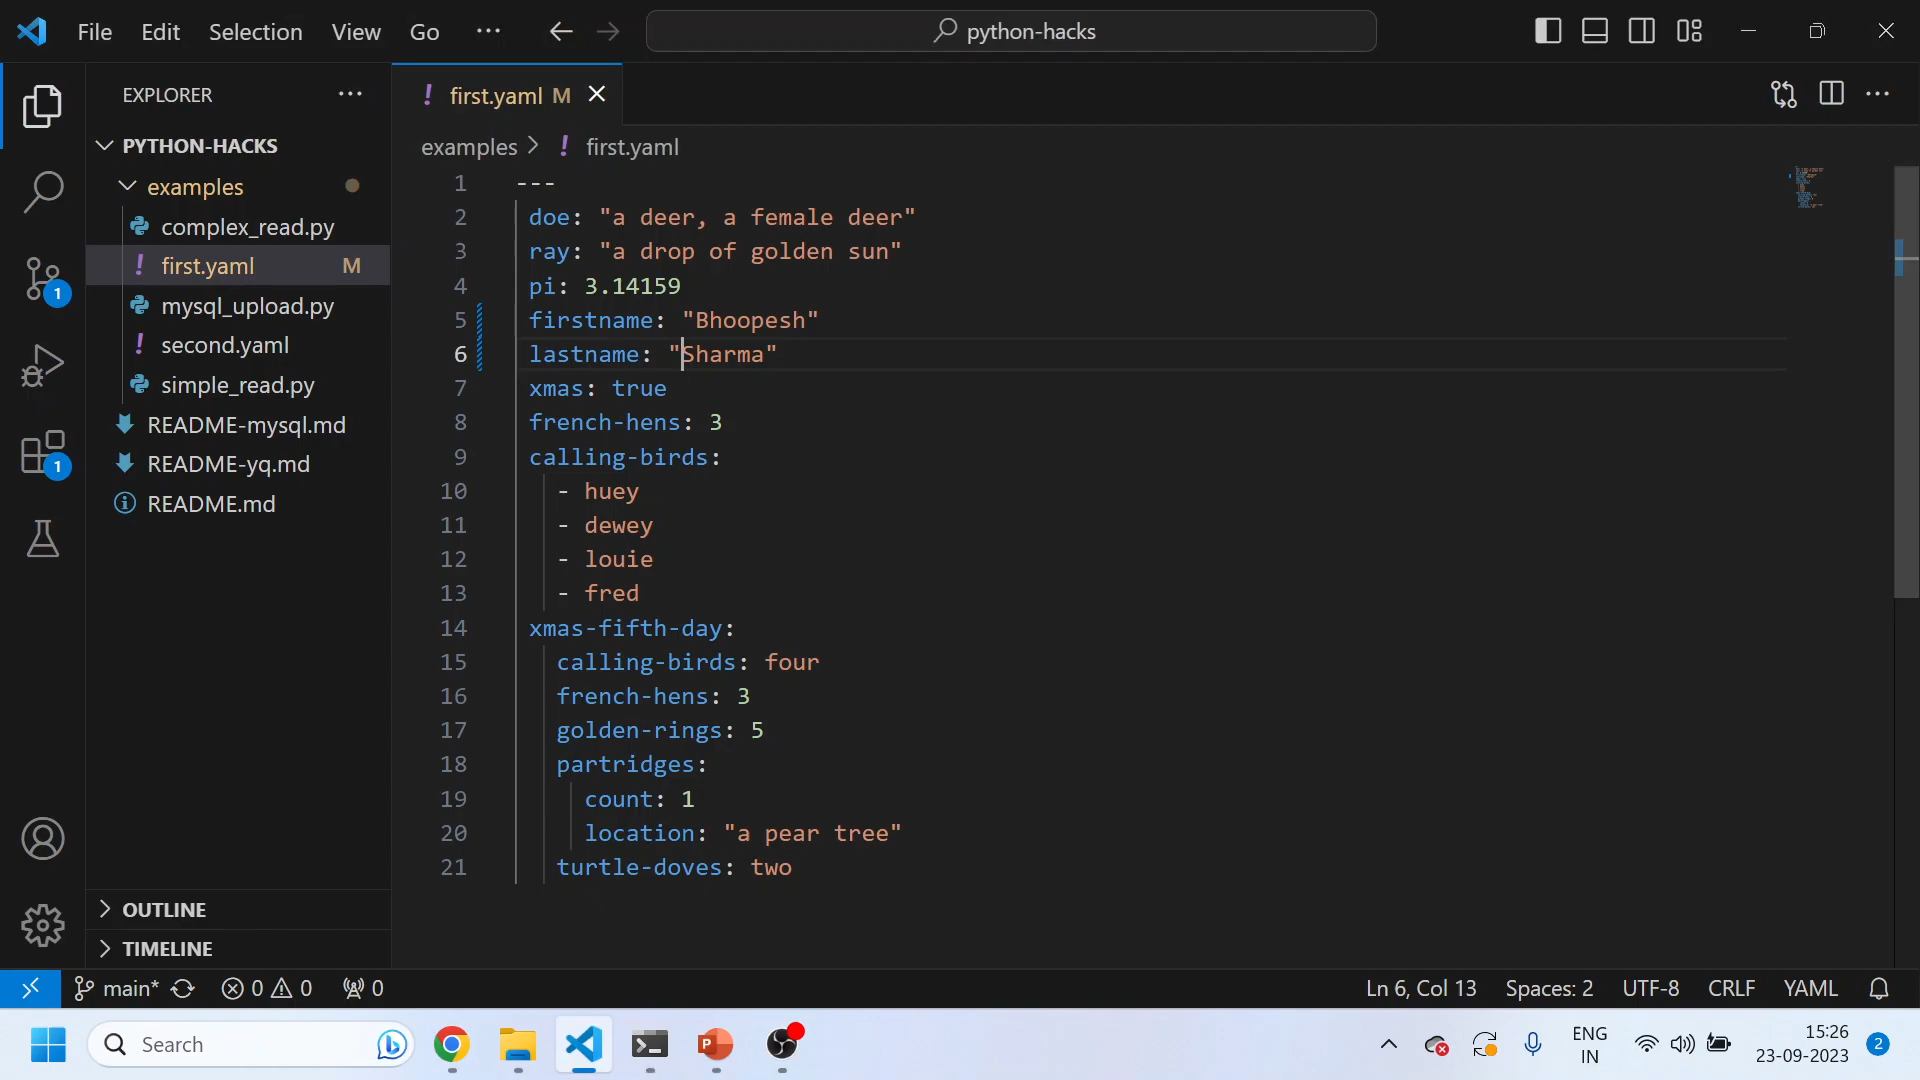 File Edit Selection View Go ··· python-hacks
EXPLORER ···
PYTHON-HACKS
examples
complex_read.py
! first.yaml M
mysql_upload.py
! second.yaml
simple_read.py
README-mysql.md
README-yq.md
README.md
OUTLINE
TIMELINE
1
1
! first.yaml M
examples > ! first.yaml
1 ---
2 doe: "a deer, a female deer"
3 ray: "a drop of golden sun"
4 pi: 3.14159
5 firstname: "Bhoopesh"
6 lastname: "Sharma"
7 xmas: true
8 french-hens: 3
9 calling-birds:
10 - huey
11 - dewey
12 - louie
13 - fred
14 xmas-fifth-day:
15 calling-birds: four
16 french-hens: 3
17 golden-rings: 5
18 partridges:
19 count: 1
20 location: "a pear tree"
21 turtle-doves: two
main* 0 0 0 Ln 6, Col 13 Spaces: 2 UTF-8 CRLF YAML
Search
P
ENG
IN
15:26
23-09-2023
2